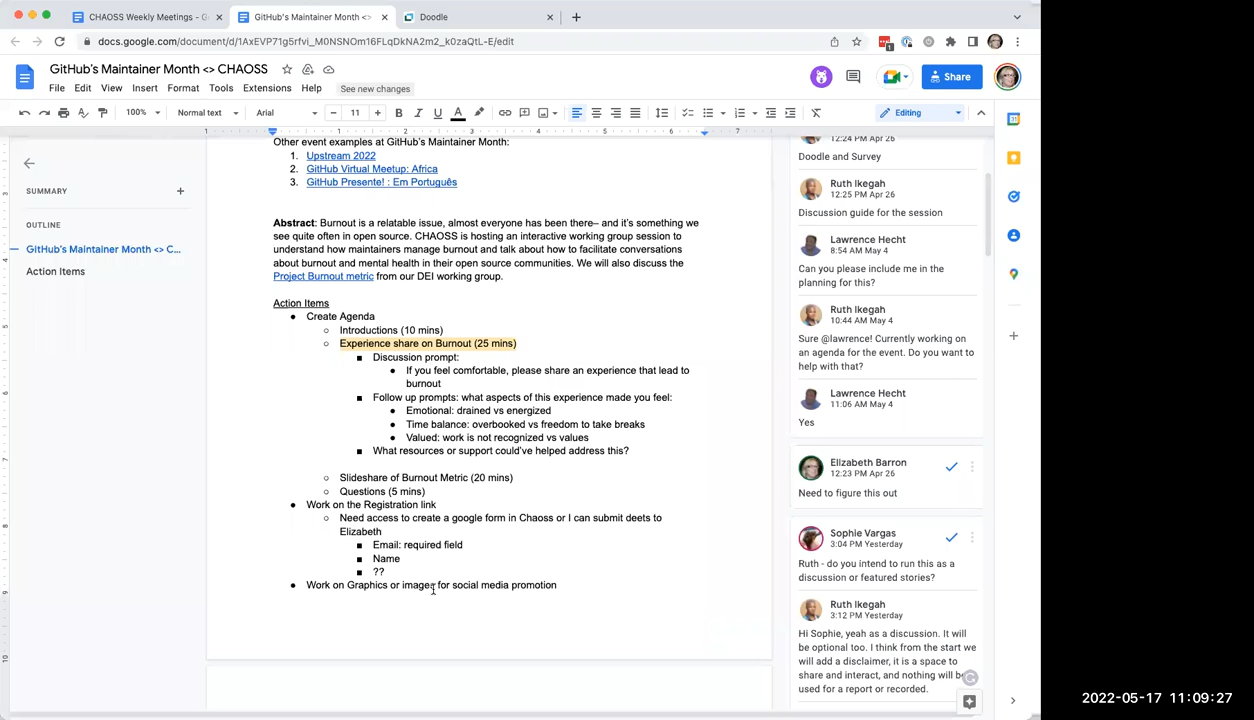 CHAOSS Weekly Meetings - G
GitHub's Maintainer Month <>
Doodle
docs.google.com/document/d/1AxEVP71g5rfvi_M0NSNOm16FLqDkNA2m2_k0zaQtL-E/edit
GitHub's Maintainer Month <> CHAOSS
File Edit View Insert Format Tools Extensions Help
See new changes
Share
100% Normal text Arial 11 Editing
1 1 2 3 4 5 6 7
SUMMARY
OUTLINE
GitHub's Maintainer Month <> C...
Action Items
Other event examples at GitHub's Maintainer Month:
1. Upstream 2022
2. GitHub Virtual Meetup: Africa
3. GitHub Presente! : Em Português
Abstract: Burnout is a relatable issue, almost everyone has been there– and it's something we
see quite often in open source. CHAOSS is hosting an interactive working group session to
understand how maintainers manage burnout and talk about how to facilitate conversations
about burnout and mental health in their open source communities. We will also discuss the
Project Burnout metric from our DEI working group.
Action Items
● Create Agenda
○ Introductions (10 mins)
○ Experience share on Burnout (25 mins)
■ Discussion prompt:
● If you feel comfortable, please share an experience that lead to
burnout
■ Follow up prompts: what aspects of this experience made you feel:
● Emotional: drained vs energized
● Time balance: overbooked vs freedom to take breaks
● Valued: work is not recognized vs values
■ What resources or support could've helped address this?
○ Slideshare of Burnout Metric (20 mins)
○ Questions (5 mins)
● Work on the Registration link
○ Need access to create a google form in Chaoss or I can submit deets to
Elizabeth
■ Email: required field
■ Name
■ ??
● Work on Graphics or images for social media promotion
12:24 PM Apr 26
Doodle and Survey
Ruth Ikegah
12:25 PM Apr 26
Discussion guide for the session
Lawrence Hecht
8:54 AM May 4
Can you please include me in the
planning for this?
Ruth Ikegah
10:44 AM May 4
Sure @lawrence! Currently working on
an agenda for the event. Do you want to
help with that?
Lawrence Hecht
11:06 AM May 4
Yes
Elizabeth Barron
12:23 PM Apr 26
Need to figure this out
Sophie Vargas
3:04 PM Yesterday
Ruth - do you intend to run this as a
discussion or featured stories?
Ruth Ikegah
3:12 PM Yesterday
Hi Sophie, yeah as a discussion. It will
be optional too. I think from the start we
will add a disclaimer, it is a space to
share and interact, and nothing will be
used for a report or recorded.
2022-05-17 11:09:27